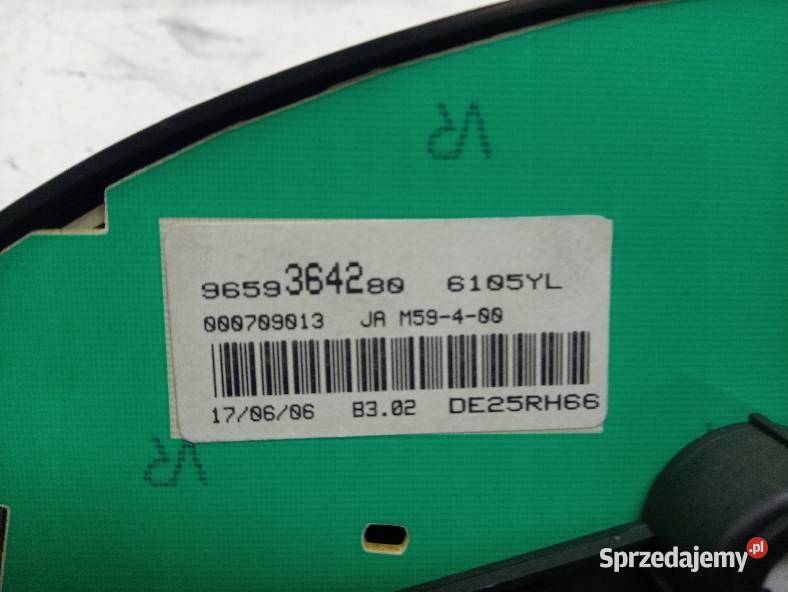 VR
9659364280 6105YL
000709013 JA M59-4-00
17/06/06 B3.02 DE25RH66
VR
Sprzedajemy.pl